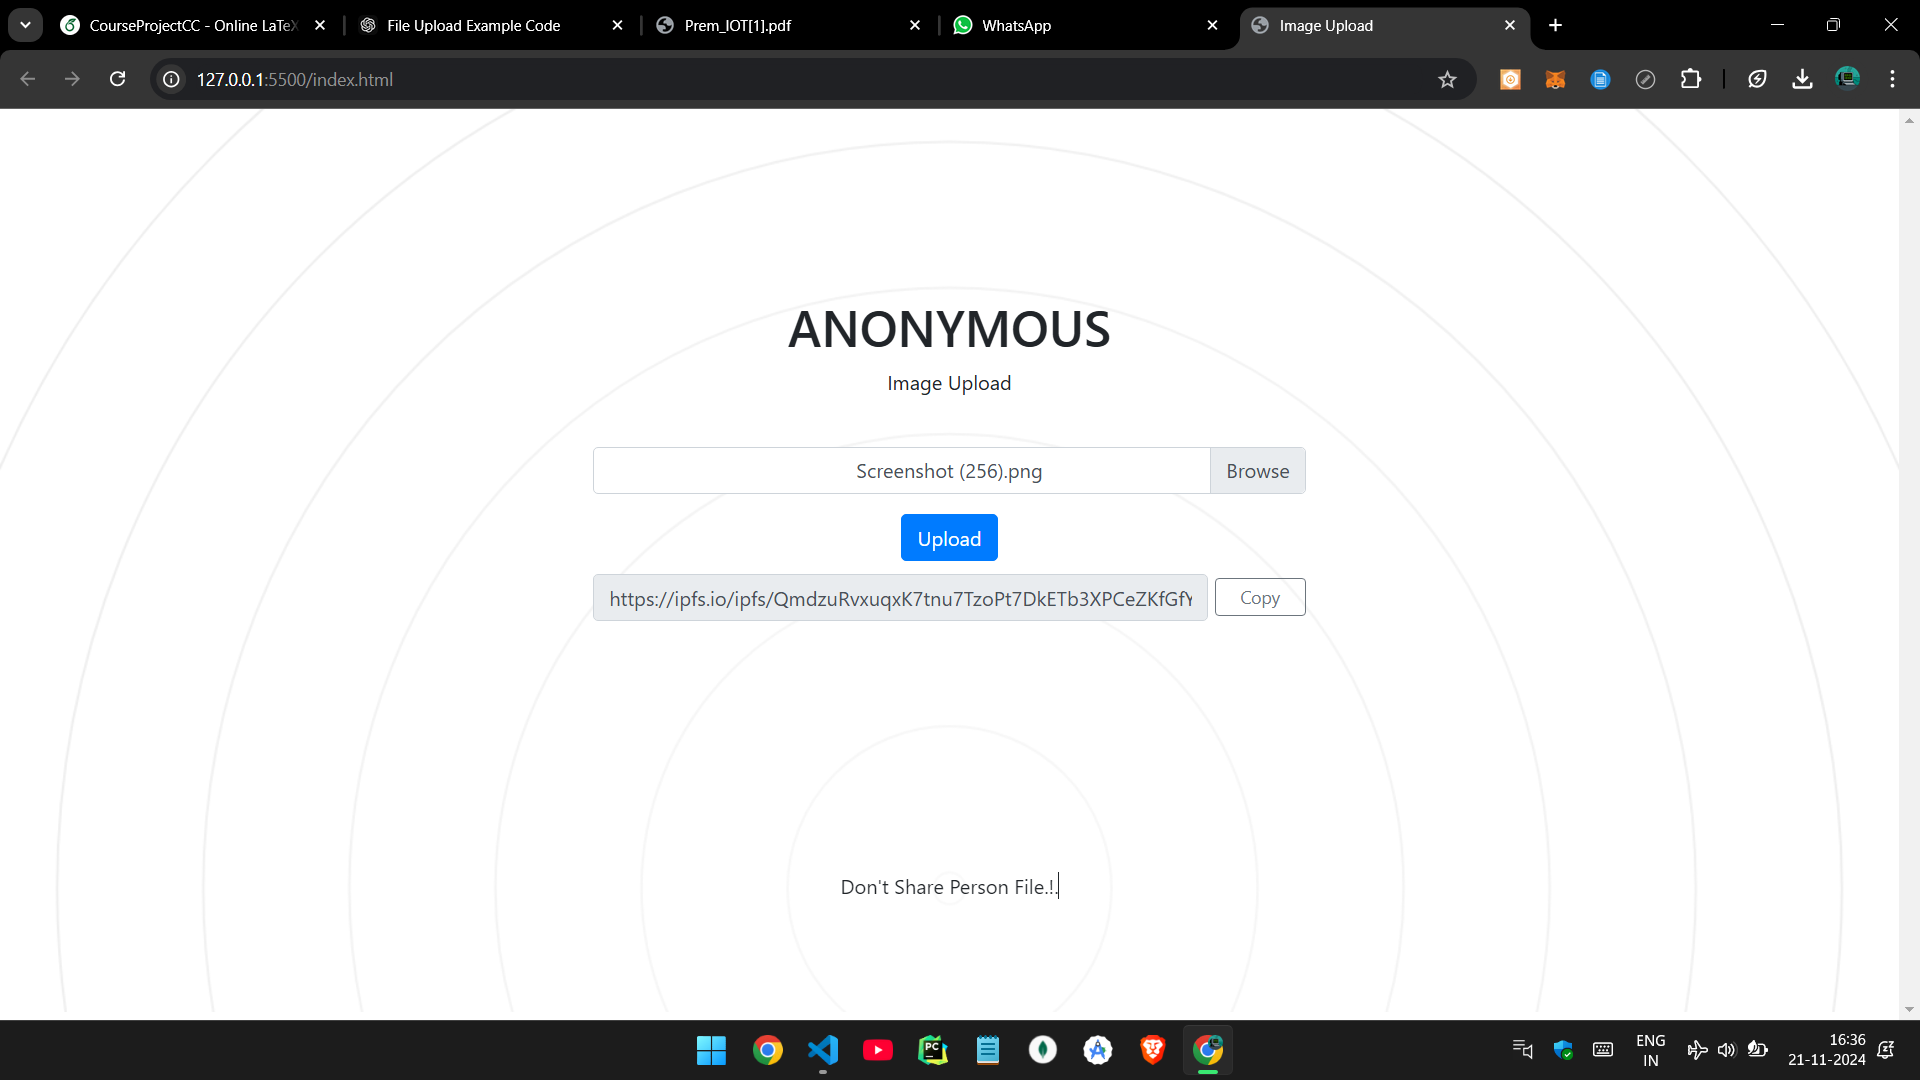 CourseProjectCC - Online LaTeX
File Upload Example Code
Prem_IOT[1].pdf
WhatsApp
Image Upload
127.0.0.1:5500/index.html
ANONYMOUS
Image Upload
Screenshot (256).png
Browse
Upload
https://ipfs.io/ipfs/QmdzuRvxuqxK7tnu7TzoPt7DkETb3XPCeZKfGfY
Copy
Don't Share Person File.!.
PC
ENG
IN
16:36
21-11-2024